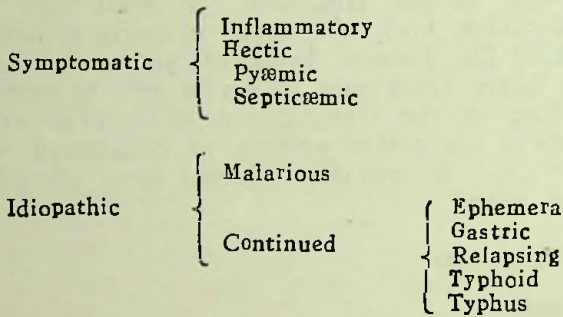 Inflammatory
Hectic
Symptomatic
Pyæmic
Septicæmic
Malarious
Idiopathic
Ephemera
Gastric
Continued
Relapsing
Typhoid
Typhus